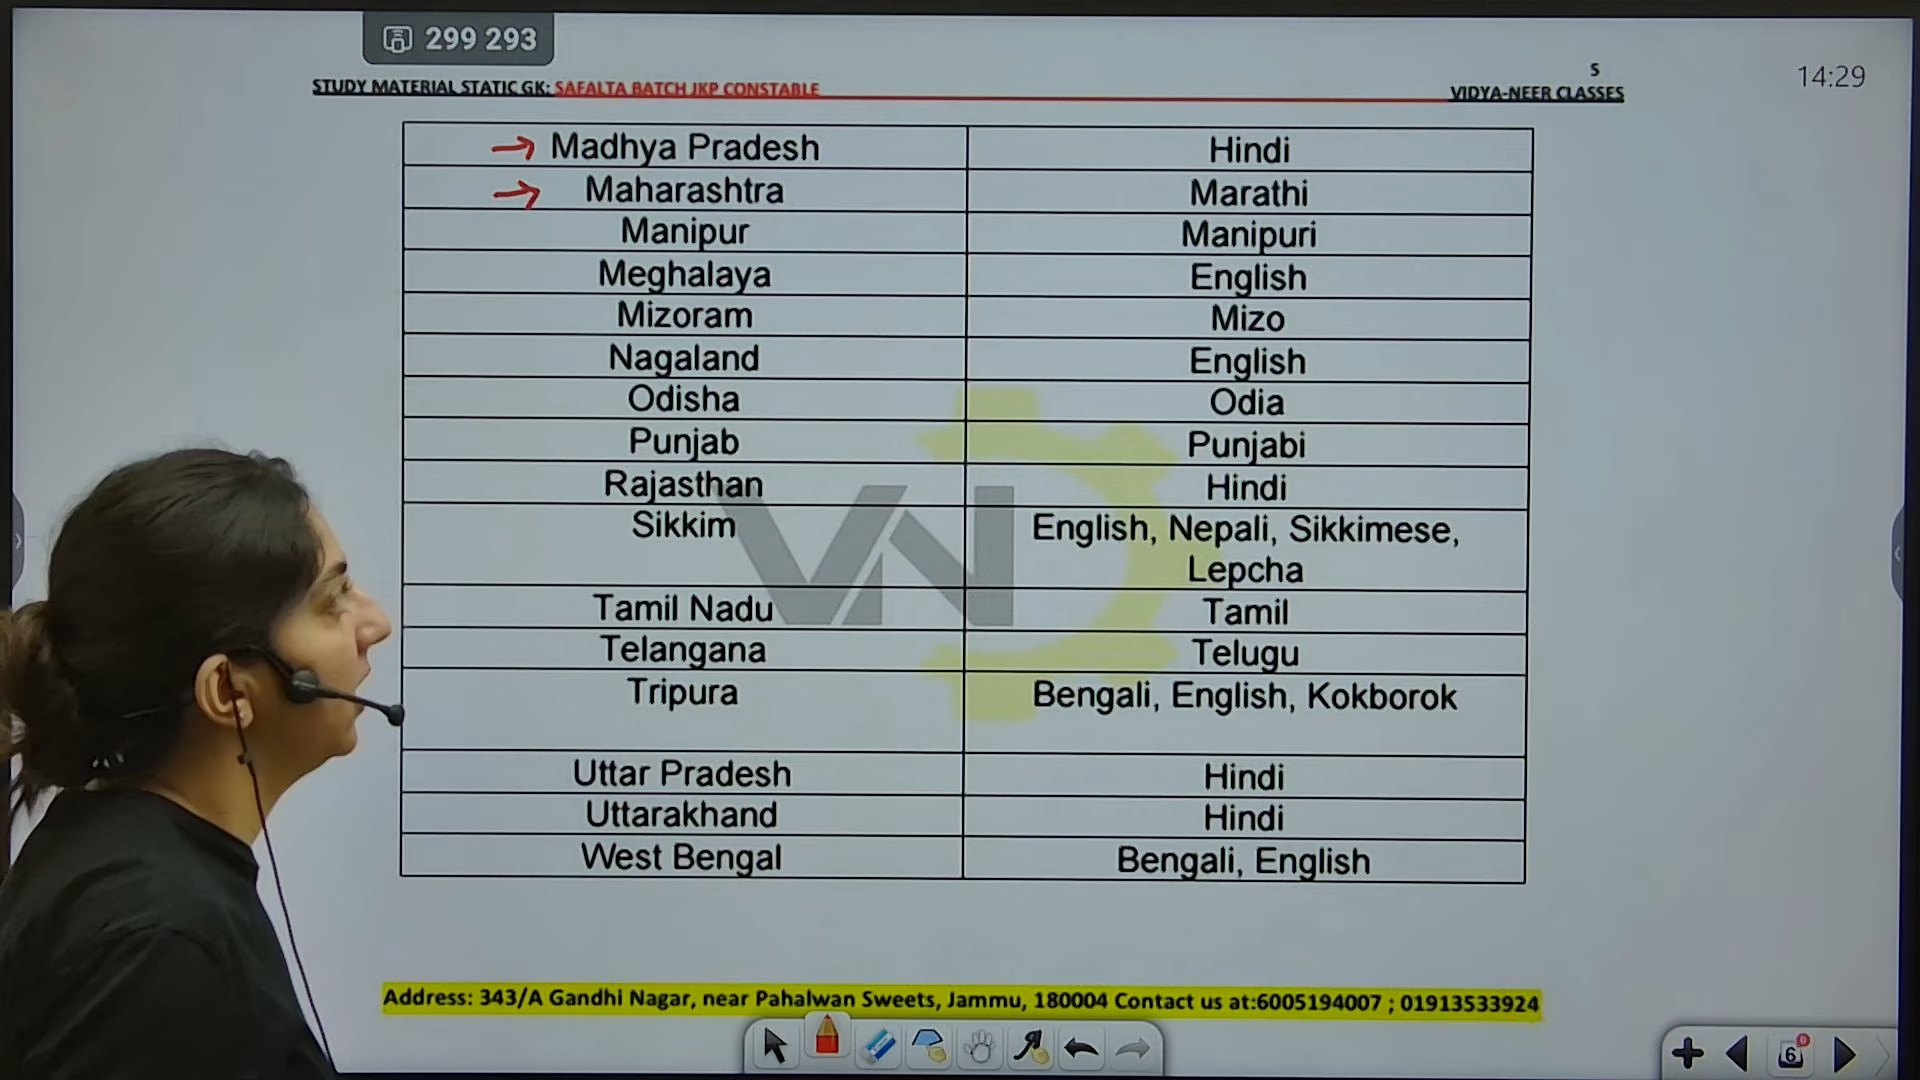 299 293
S
14:29
STUDY MATERIAL STATIC GK: SAFALTA BATCH JKP CONSTABLE VIDYA-NEER CLASSES
Madhya Pradesh Hindi
Maharashtra Marathi
Manipur Manipuri
Meghalaya English
Mizoram Mizo
Nagaland English
Odisha Odia
Punjab Punjabi
Rajasthan Hindi
Sikkim English, Nepali, Sikkimese,
Lepcha
Tamil Nadu Tamil
Telangana Telugu
Tripura Bengali, English, Kokborok
Uttar Pradesh Hindi
Uttarakhand Hindi
West Bengal Bengali, English
VN
Address: 343/A Gandhi Nagar, near Pahalwan Sweets, Jammu, 180004 Contact us at:6005194007 ; 01913533924
6